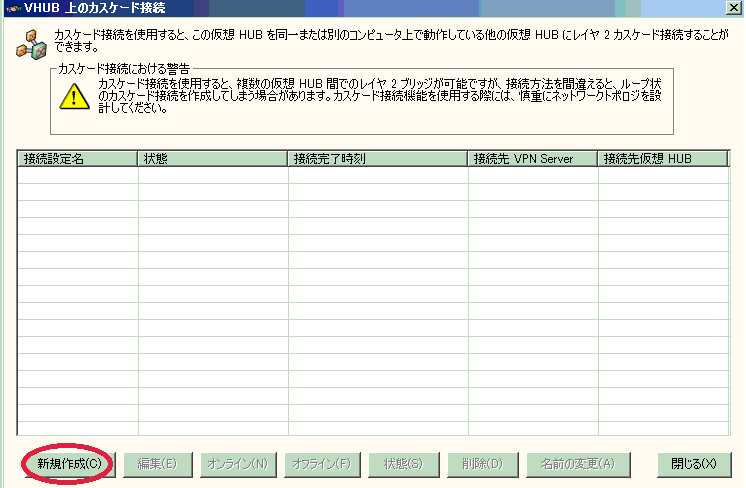 VHUB 上のカスケード接続
カスケード接続を使用すると、この仮想 HUB を同一または別のコンピュータ上で動作している他の仮想 HUB にレイヤ 2 カスケード接続することが
できます。
カスケード接続における警告
カスケード接続を使用すると、複数の仮想 HUB 間でのレイヤ 2 ブリッジが可能ですが、接続方法を間違えると、ループ状
のカスケード接続を作成してしまう場合があります。カスケード接続機能を使用する際には、慎重にネットワークトポロジを設
計してください。
接続設定名 状態 接続完了時刻 接続先 VPN Server 接続先仮想 HUB
新規作成(C) 編集(E) オンライン(N) オフライン(F) 状態(S) 削除(D) 名前の変更(A) 閉じる(X)